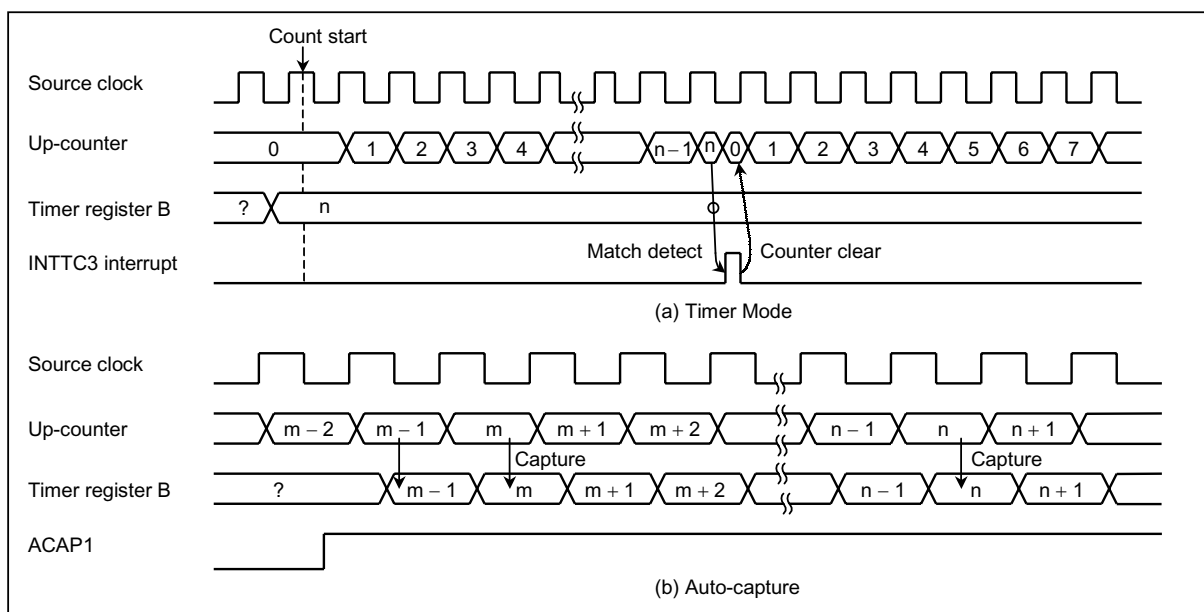 Count start
Source clock
Up-counter 0 1 2 3 4 n – 1 n 0 1 2 3 4 5 6 7
Timer register B ? n
Match detect Counter clear
INTTC3 interrupt
(a) Timer Mode
Source clock
Up-counter m – 2 m – 1 m m + 1 m + 2 n – 1 n n + 1
Capture Capture
Timer register B ? m – 1 m m + 1 m + 2 n – 1 n n + 1
ACAP1
(b) Auto-capture